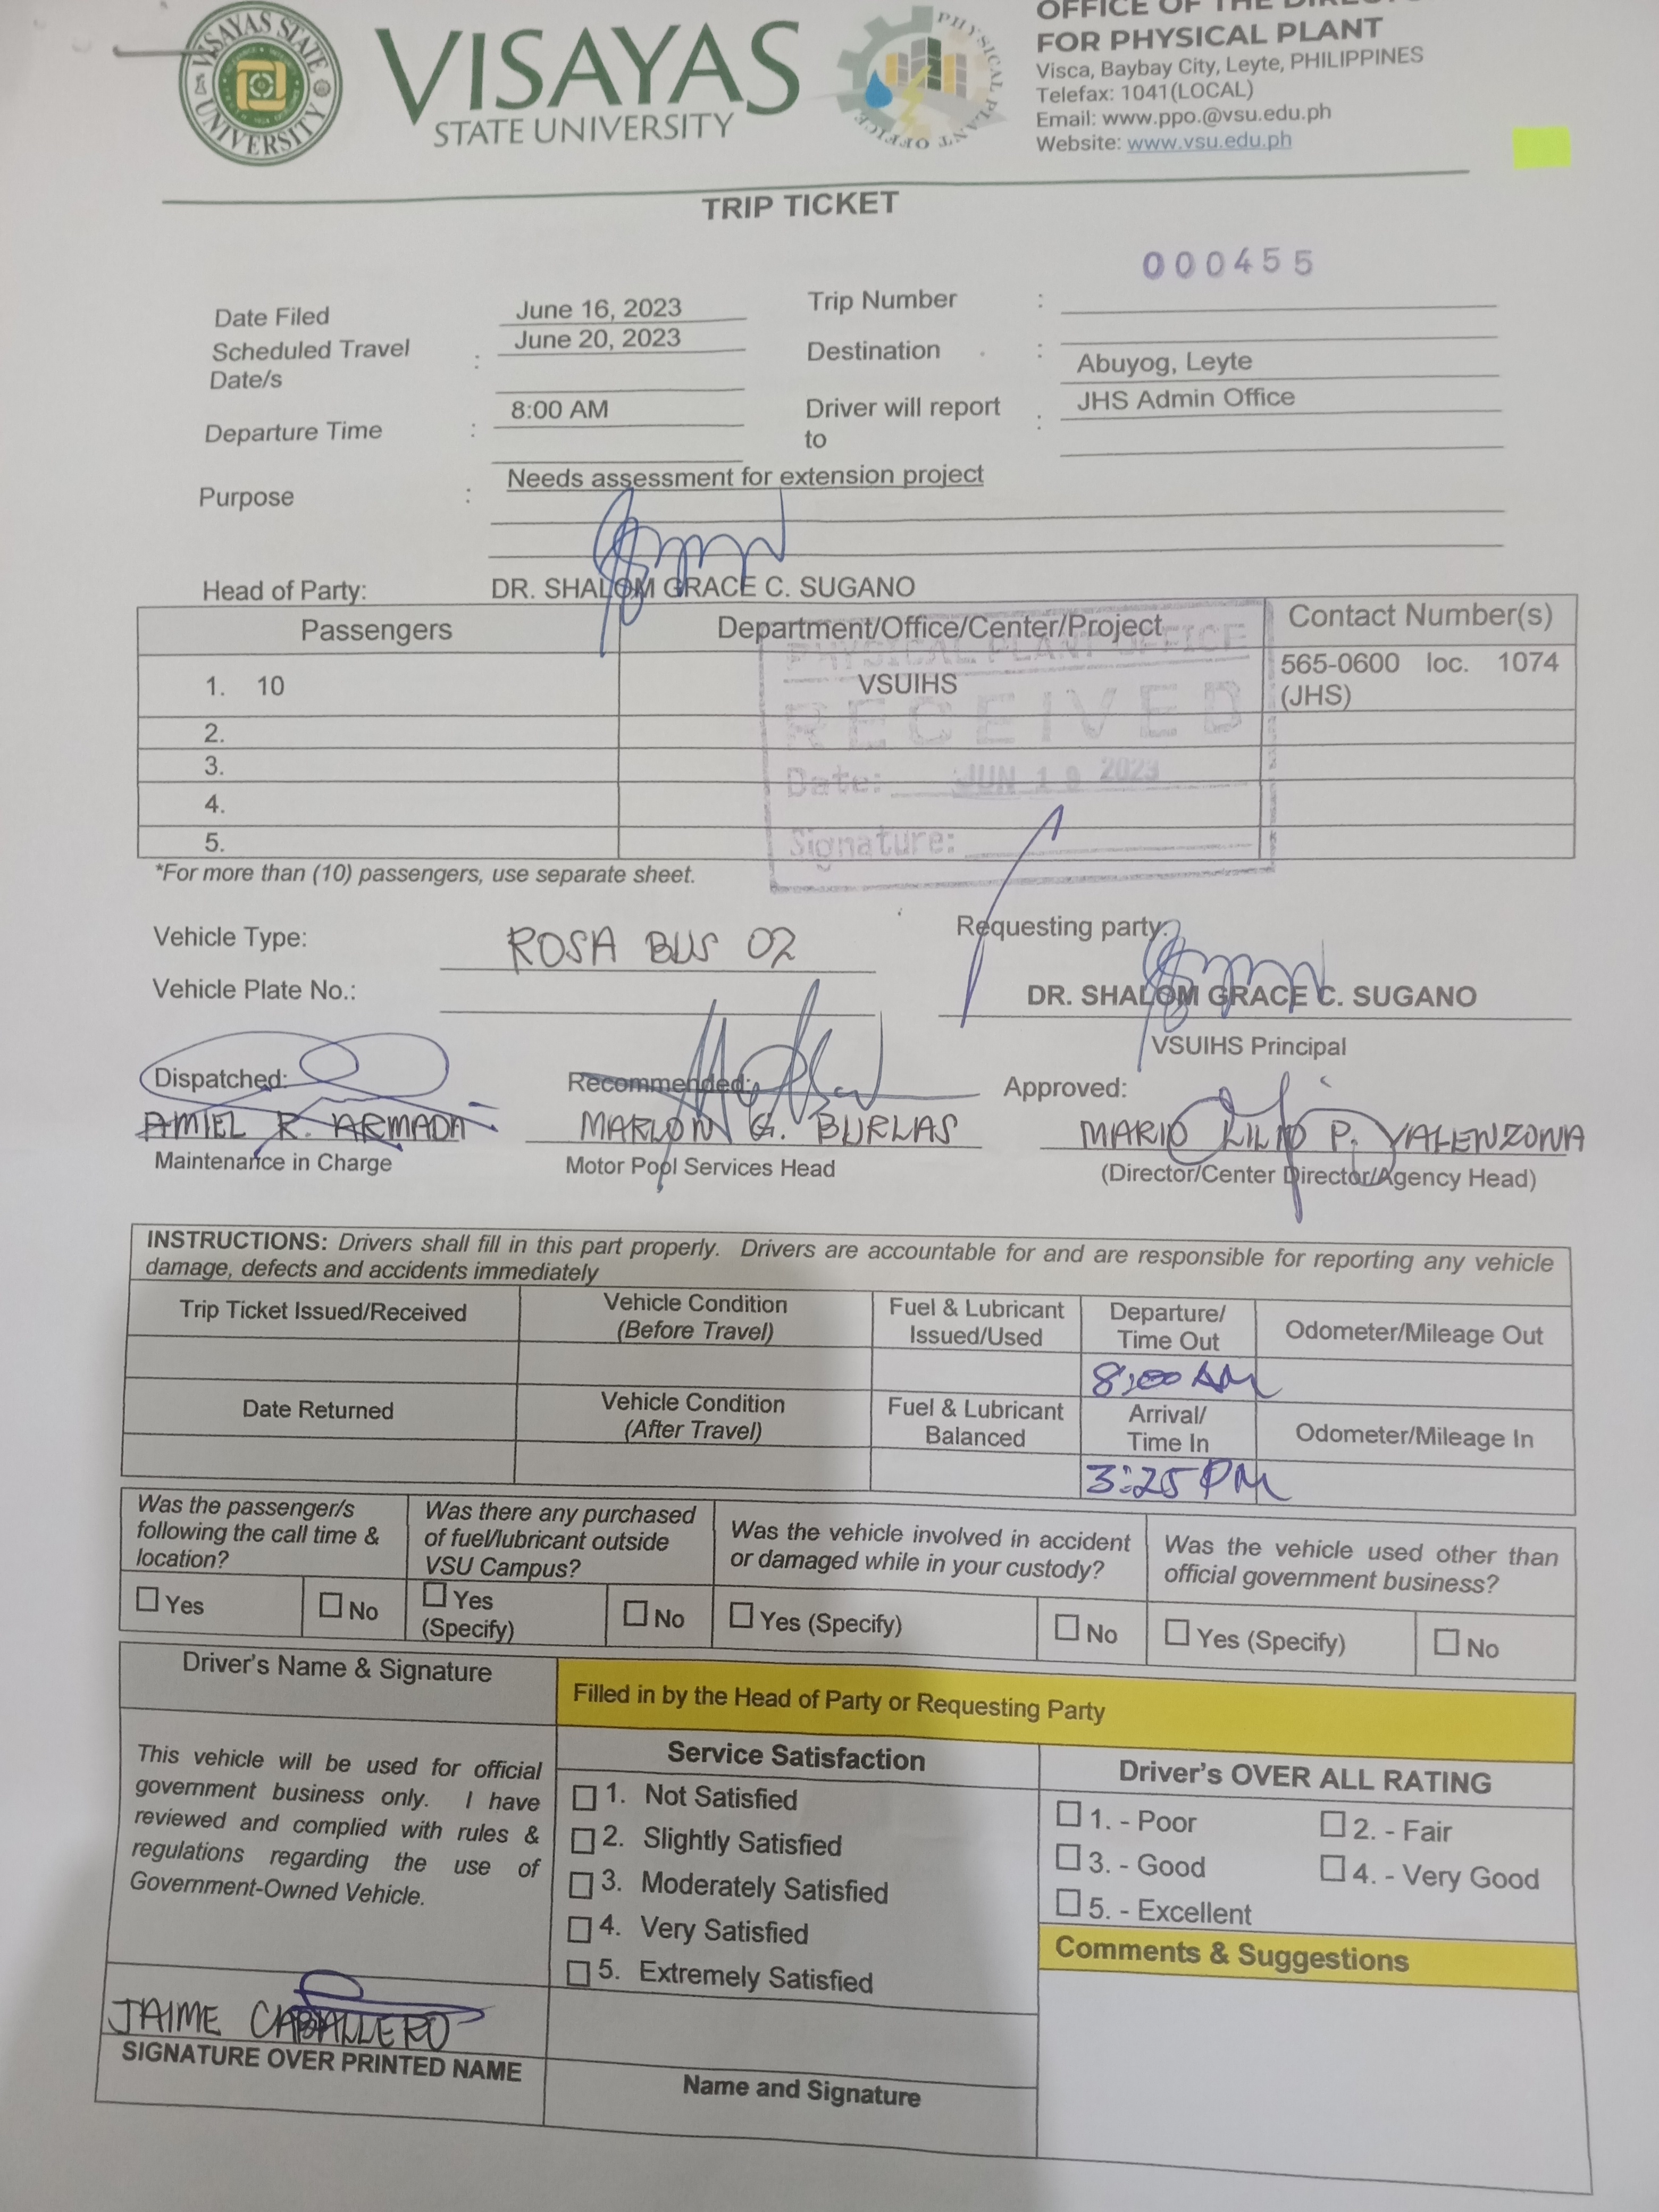 VISAYAS STATE UNIVERSITY
VISAYAS
STATE UNIVERSITY
PHYSICAL PLANT OFFICE
OFFICE OF THE DIRECTOR
FOR PHYSICAL PLANT
Visca, Baybay City, Leyte, PHILIPPINES
Telefax: 1041(LOCAL)
Email: www.ppo.@vsu.edu.ph
Website: www.vsu.edu.ph
TRIP TICKET
000455
Date Filed June 16, 2023 Trip Number :
Scheduled Travel Date/s : June 20, 2023 Destination : Abuyog, Leyte
Departure Time : 8:00 AM Driver will report to : JHS Admin Office
Purpose : Needs assessment for extension project
Head of Party: DR. SHALOM GRACE C. SUGANO
Passengers Department/Office/Center/Project Contact Number(s)
1. 10 VSUIHS 565-0600 loc. 1074 (JHS)
2.
3.
4.
5.
PHYSICAL PLANT OFFICE
RECEIVED
Date: JUN 2023
Signature:
*For more than (10) passengers, use separate sheet.
Vehicle Type: ROSA BUS 02
Vehicle Plate No.:
Requesting party:
DR. SHALOM GRACE C. SUGANO
VSUIHS Principal
Dispatched: Recommended: Approved:
AMIEL R. ARMADA MARLON G. BURLAS MARIO LILIO P. VALENZONA
Maintenance in Charge Motor Pool Services Head (Director/Center Director/Agency Head)
INSTRUCTIONS: Drivers shall fill in this part properly. Drivers are accountable for and are responsible for reporting any vehicle
damage, defects and accidents immediately
Trip Ticket Issued/Received Vehicle Condition (Before Travel) Fuel & Lubricant Issued/Used Departure/ Time Out Odometer/Mileage Out
8:00 AM
Date Returned Vehicle Condition (After Travel) Fuel & Lubricant Balanced Arrival/ Time In Odometer/Mileage In
3:25 PM
Was the passenger/s following the call time & location? Was there any purchased of fuel/lubricant outside VSU Campus? Was the vehicle involved in accident or damaged while in your custody? Was the vehicle used other than official government business?
Yes No Yes (Specify) No Yes (Specify) No Yes (Specify) No
Driver's Name & Signature
Filled in by the Head of Party or Requesting Party
This vehicle will be used for official
government business only. I have
reviewed and complied with rules &
regulations regarding the use of
Government-Owned Vehicle.
Service Satisfaction
1. Not Satisfied
2. Slightly Satisfied
3. Moderately Satisfied
4. Very Satisfied
5. Extremely Satisfied
Driver's OVER ALL RATING
1. - Poor 2. - Fair
3. - Good 4. - Very Good
5. - Excellent
Comments & Suggestions
JAIME CABALLERO
SIGNATURE OVER PRINTED NAME
Name and Signature